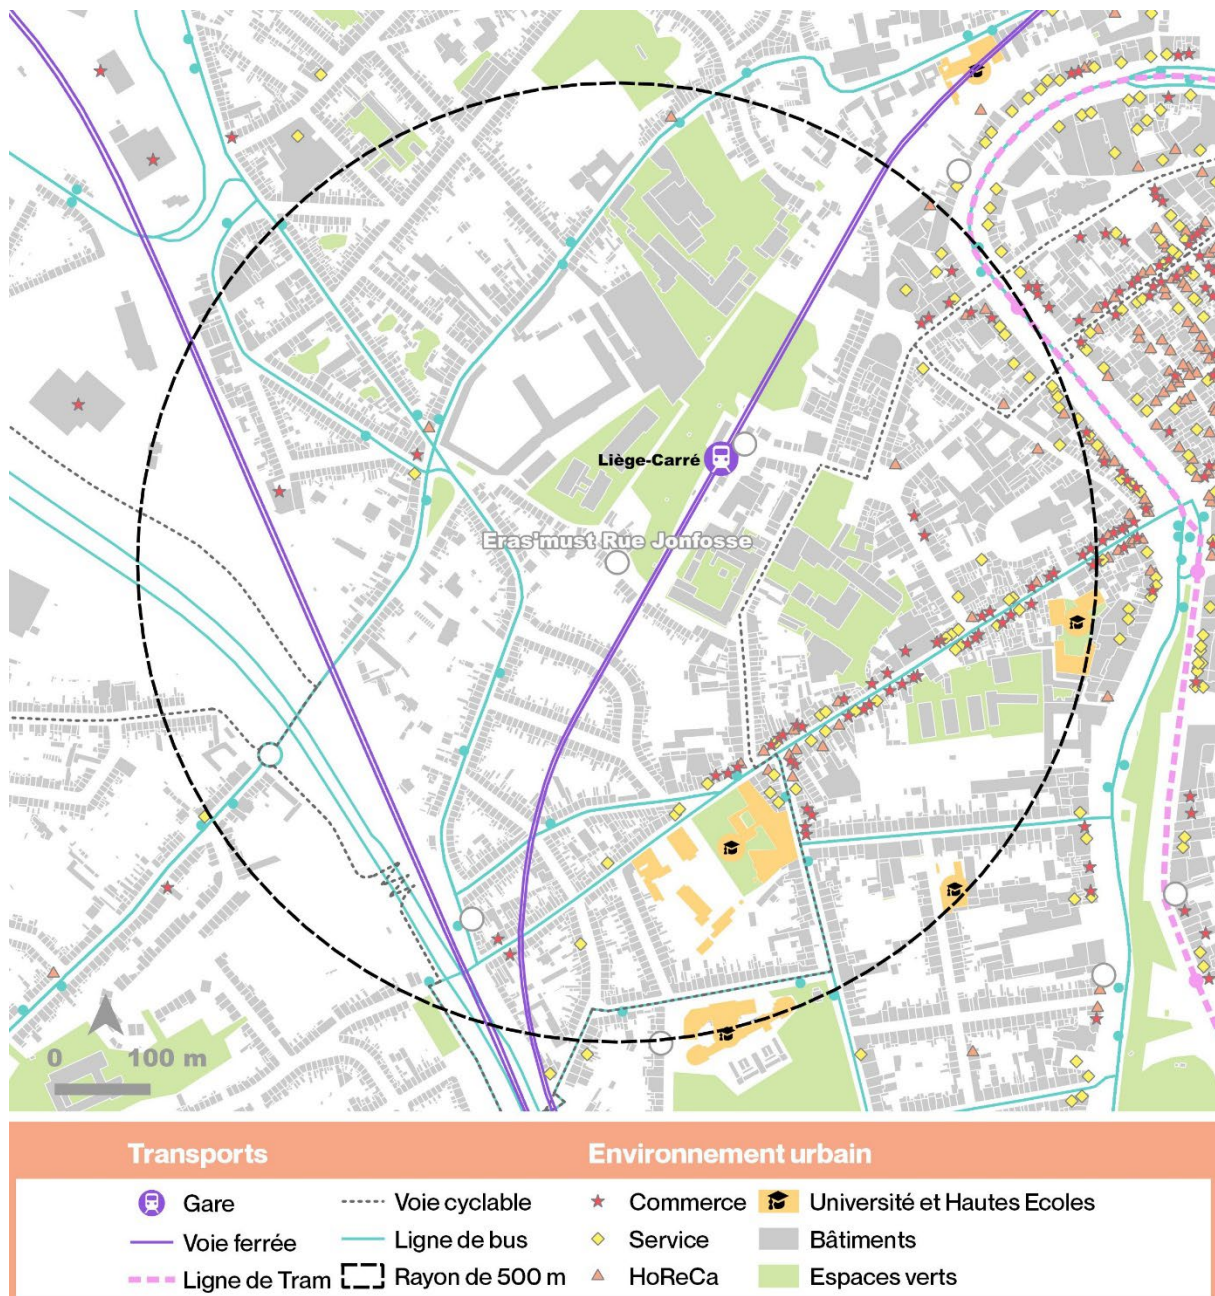 Liège-Carré
Eras'must Rue Jonfosse
0 100 m
Transports
Environnement urbain
Gare
Voie cyclable
Commerce
Université et Hautes Ecoles
Voie ferrée
Ligne de bus
Service
Bâtiments
Ligne de Tram
Rayon de 500 m
HoReCa
Espaces verts